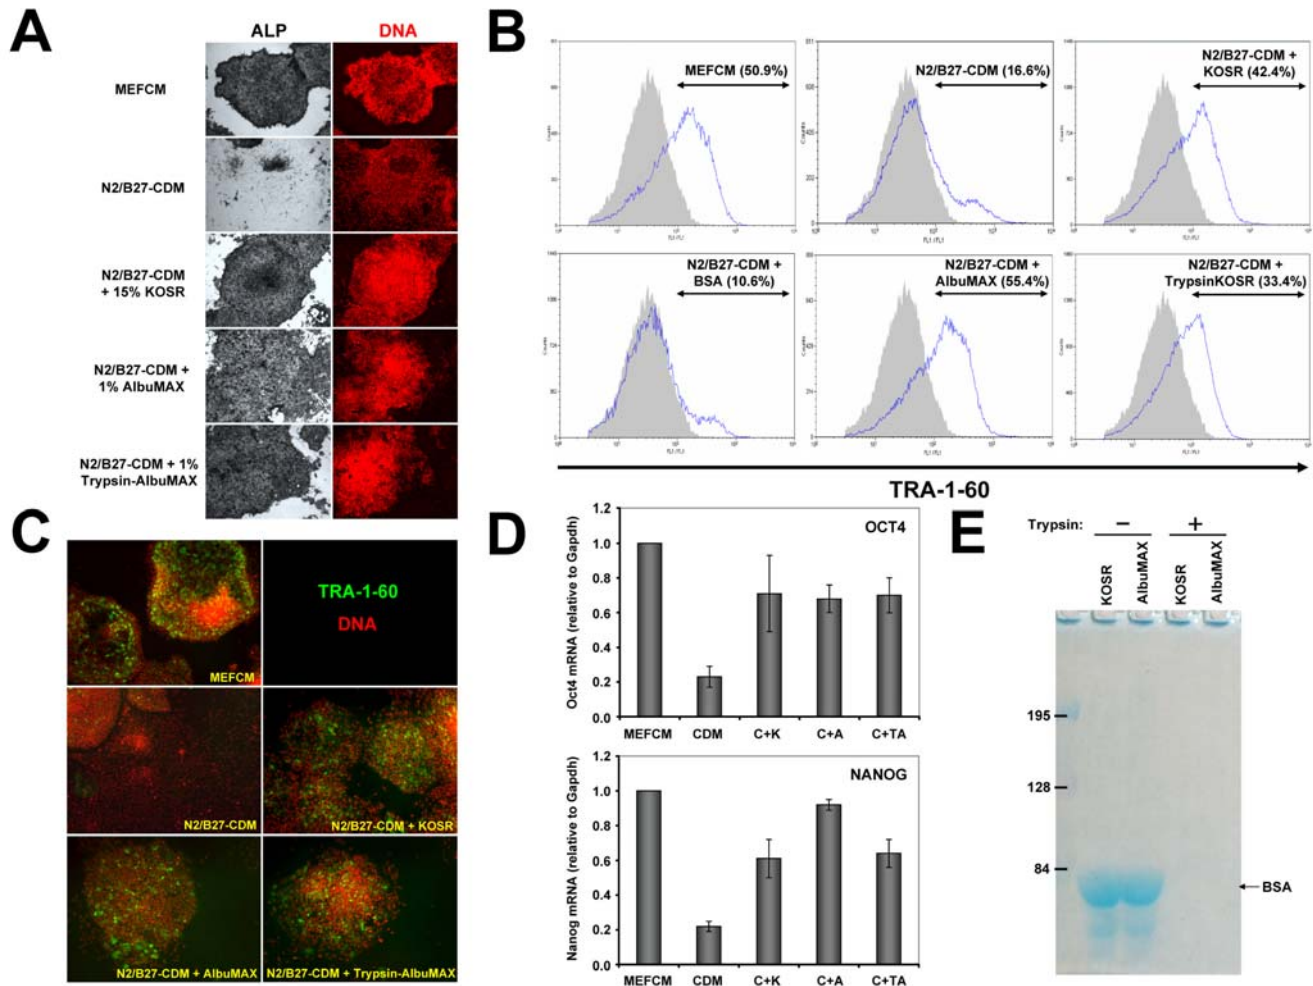 A
ALP
DNA
MEFCM
N2/B27-CDM
N2/B27-CDM
+ 15% KOSR
N2/B27-CDM +
1% AlbuMAX
N2/B27-CDM + 1%
Trypsin-AlbuMAX
B
MEFCM (50.9%)
N2/B27-CDM (16.6%)
N2/B27-CDM +
KOSR (42.4%)
N2/B27-CDM +
BSA (10.6%)
N2/B27-CDM +
AlbuMAX (55.4%)
N2/B27-CDM +
TrypsinKOSR (33.4%)
Counts
Counts
Counts
Counts
Counts
Counts
TRA-1-60
C
TRA-1-60
DNA
MEFCM
N2/B27-CDM
N2/B27-CDM + KOSR
N2/B27-CDM + AlbuMAX
N2/B27-CDM + Trypsin-AlbuMAX
D
OCT4
Oct4 mRNA (relative to Gapdh)
1.2
1.0
0.8
0.6
0.4
0.2
0.0
MEFCM CDM C+K C+A C+TA
NANOG
Nanog mRNA (relative to Gapdh)
1.2
1.0
0.8
0.6
0.4
0.2
0.0
MEFCM CDM C+K C+A C+TA
E
Trypsin: − +
KOSR
AlbuMAX
KOSR
AlbuMAX
195
128
84
BSA